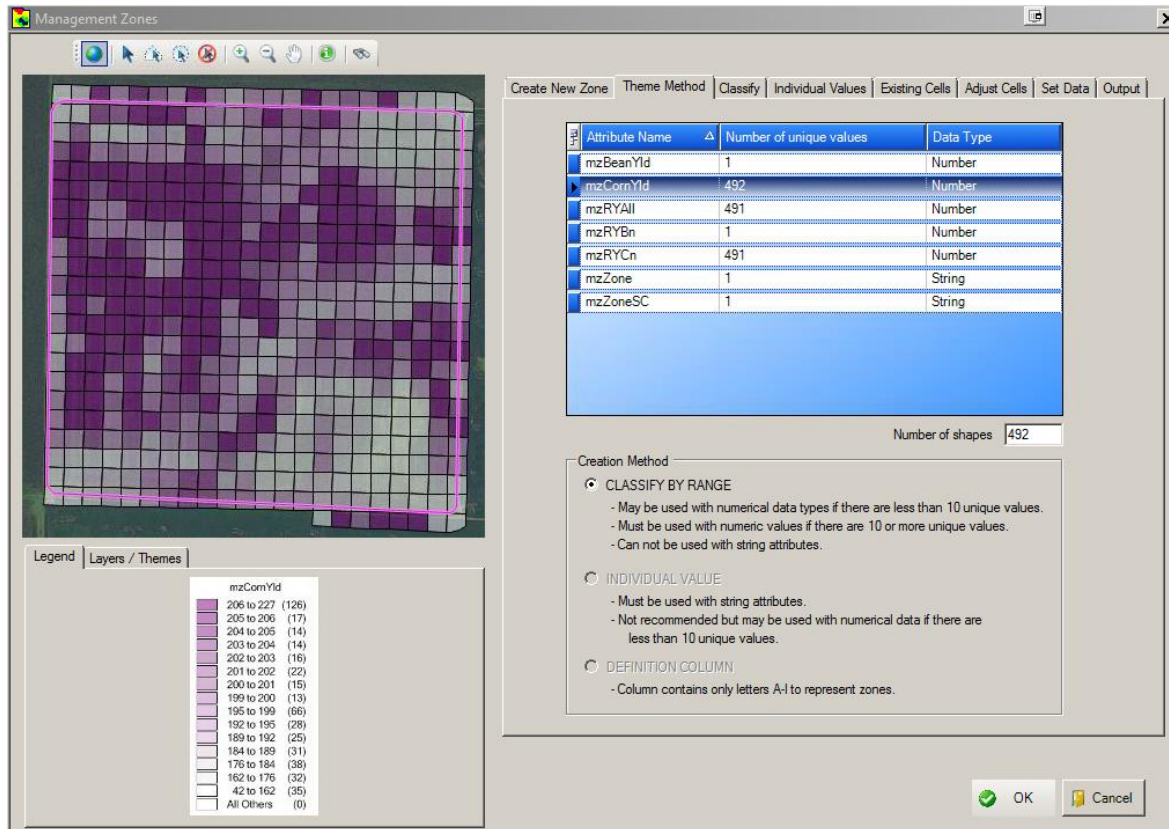 Management Zones
Create New Zone Theme Method Classify Individual Values Existing Cells Adjust Cells Set Data Output
Attribute Name Number of unique values Data Type
mzBeanYld 1 Number
mzCornYld 492 Number
mzRYAll 491 Number
mzRYBn 1 Number
mzRYCn 491 Number
mzZone 1 String
mzZoneSC 1 String
Number of shapes 492
Creation Method
CLASSIFY BY RANGE
- May be used with numerical data types if there are less than 10 unique values.
- Must be used with numeric values if there are 10 or more unique values.
- Can not be used with string attributes.
INDIVIDUAL VALUE
- Must be used with string attributes.
- Not recommended but may be used with numerical data if there are
less than 10 unique values.
DEFINITION COLUMN
- Column contains only letters A-I to represent zones.
Legend Layers / Themes
mzCornYld
206 to 227 (126)
205 to 206 (17)
204 to 205 (14)
203 to 204 (14)
202 to 203 (16)
201 to 202 (22)
200 to 201 (15)
199 to 200 (13)
195 to 199 (66)
192 to 195 (28)
189 to 192 (25)
184 to 189 (31)
176 to 184 (38)
162 to 176 (32)
42 to 162 (35)
All Others (0)
OK Cancel